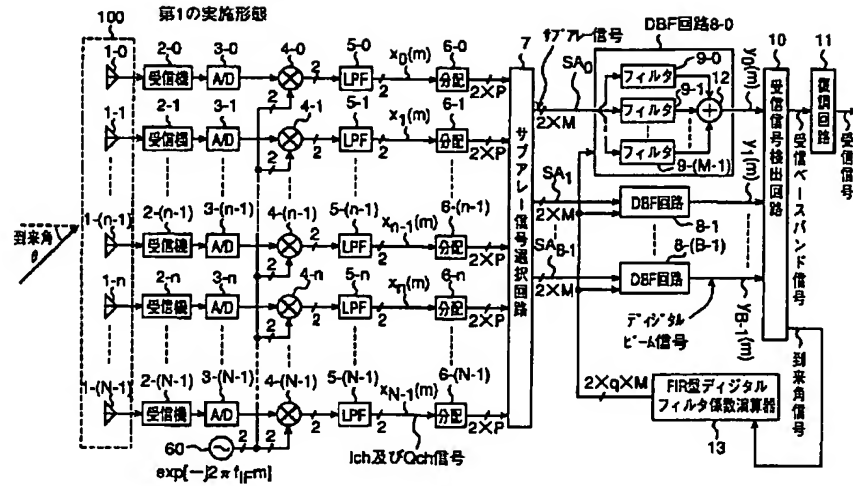 第1の実施形態
100
1-0
2-0
3-0
4-0
5-0
x0(m)
6-0
7
サブアレー信号
DBF回路8-0
10
11
受信機
A/D
2
LPF
2
分配
2×P
SA0
9-0
フィルタ
9-1
フィルタ
12
フィルタ
9-(M-1)
2×M
y0(m)
受信信号検出回路
復調回路
受信ベースバンド信号
受信信号
1-1
2-1
3-1
4-1
5-1
x1(m)
6-1
受信機
A/D
2
LPF
2
分配
2×P
サブアレー信号選択回路
y1(m)
SA1
2×M
DBF回路
8-1
到来角
θ
1-(n-1)
2-(n-1)
3-(n-1)
4-(n-1)
5-(n-1)
xn-1(m)
6-(n-1)
受信機
A/D
2
LPF
2
分配
2×P
SAB-1
2×M
8-(B-1)
DBF回路
1-n
2-n
3-n
4-n
5-n
xn(m)
6-n
受信機
A/D
2
LPF
2
分配
2×P
ディジタル
ビーム信号
yB-1(m)
到来角信号
1-(N-1)
2-(N-1)
3-(N-1)
4-(N-1)
5-(N-1)
xN-1(m)
6-(N-1)
受信機
A/D
2
LPF
2
分配
2×P
2×q×M
FIR型ディジタル
フィルタ係数演算器
13
60
2
2
exp[-j2πfIFm]
Ich及びQch信号